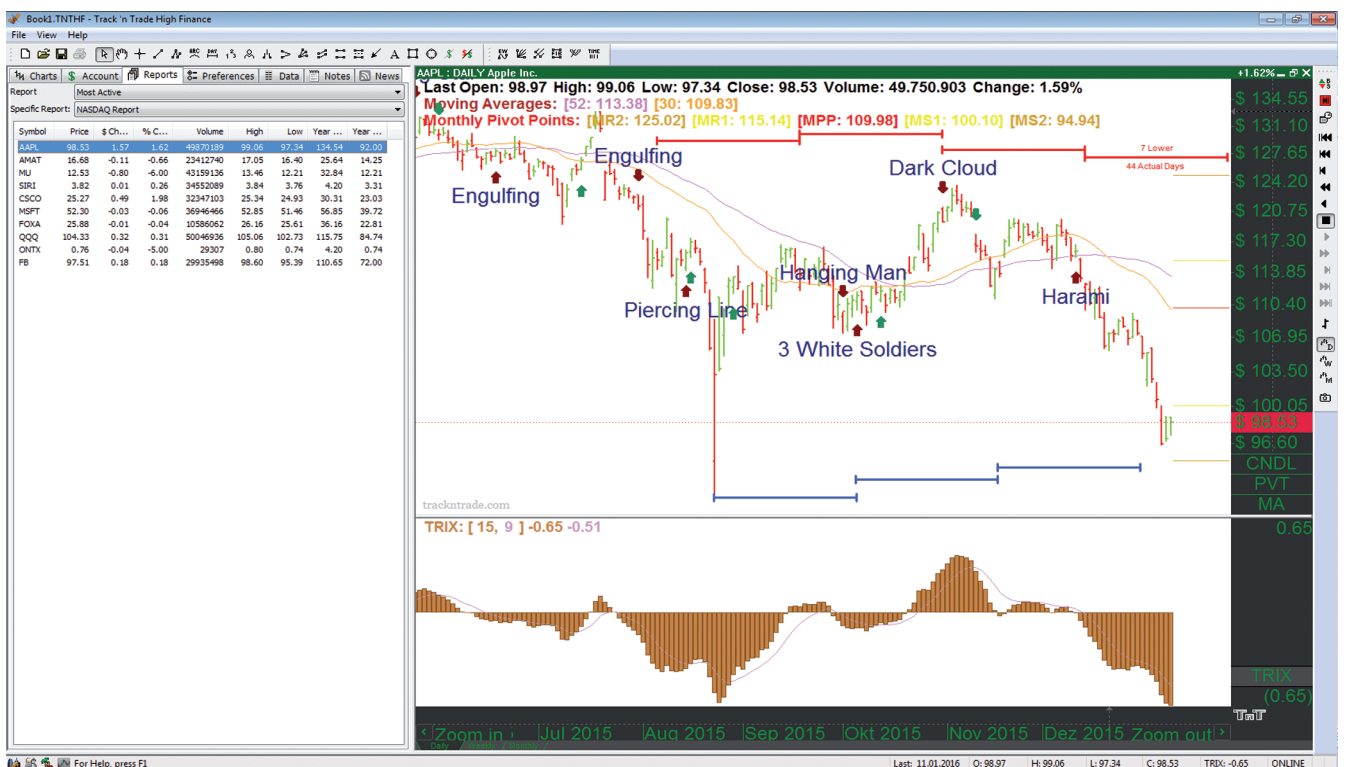 Book1.TNTHF - Track 'n Trade High Finance
File View Help
Charts $ Account Reports Preferences Data Notes News
Report Most Active
Specific Report: NASDAQ Report
Symbol Price $ Ch... % C... Volume High Low Year ... Year ...
AAPL 98.53 1.57 1.62 49870189 99.06 97.34 134.54 92.00
AMAT 16.68 -0.11 -0.66 23412740 17.05 16.40 25.64 14.25
MU 12.53 -0.80 -6.00 43159136 13.46 12.21 32.84 12.21
SIRI 3.82 0.01 0.26 34552089 3.84 3.76 4.20 3.31
CSCO 25.27 0.49 1.98 32347103 25.34 24.93 30.31 23.03
MSFT 52.30 -0.03 -0.06 36946466 52.85 51.46 56.85 39.72
FOXA 25.88 -0.01 -0.04 10586062 26.16 25.61 36.16 22.81
QQQ 104.33 0.32 0.31 50046936 105.06 102.73 115.75 84.74
ONTX 0.76 -0.04 -5.00 29307 0.80 0.74 4.20 0.74
FB 97.51 0.18 0.18 29935498 98.60 95.39 110.65 72.00
AAPL : DAILY Apple Inc. +1.62%
Last Open: 98.97 High: 99.06 Low: 97.34 Close: 98.53 Volume: 49.750.903 Change: 1.59%
Moving Averages: [52: 113.38] [30: 109.83]
Monthly Pivot Points: [MR2: 125.02] [MR1: 115.14] [MPP: 109.98] [MS1: 100.10] [MS2: 94.94]
7 Lower
44 Actual Days
Engulfing
Engulfing
Dark Cloud
Hanging Man
Harami
Piercing Line
3 White Soldiers
$ 134.55
$ 131.10
$ 127.65
$ 124.20
$ 120.75
$ 117.30
$ 113.85
$ 110.40
$ 106.95
$ 103.50
$ 100.05
$ 98.53
$ 96.60
CNDL
PVT
MA
trackntrade.com
TRIX: [ 15, 9 ] -0.65 -0.51
0.65
TRIX
(0.65)
TnT
Zoom in Jul 2015 Aug 2015 Sep 2015 Okt 2015 Nov 2015 Dez 2015 Zoom out
Daily Weekly Monthly
For Help, press F1 Last: 11.01.2016 O: 98.97 H: 99.06 L: 97.34 C: 98.53 TRIX: -0.65 ONLINE